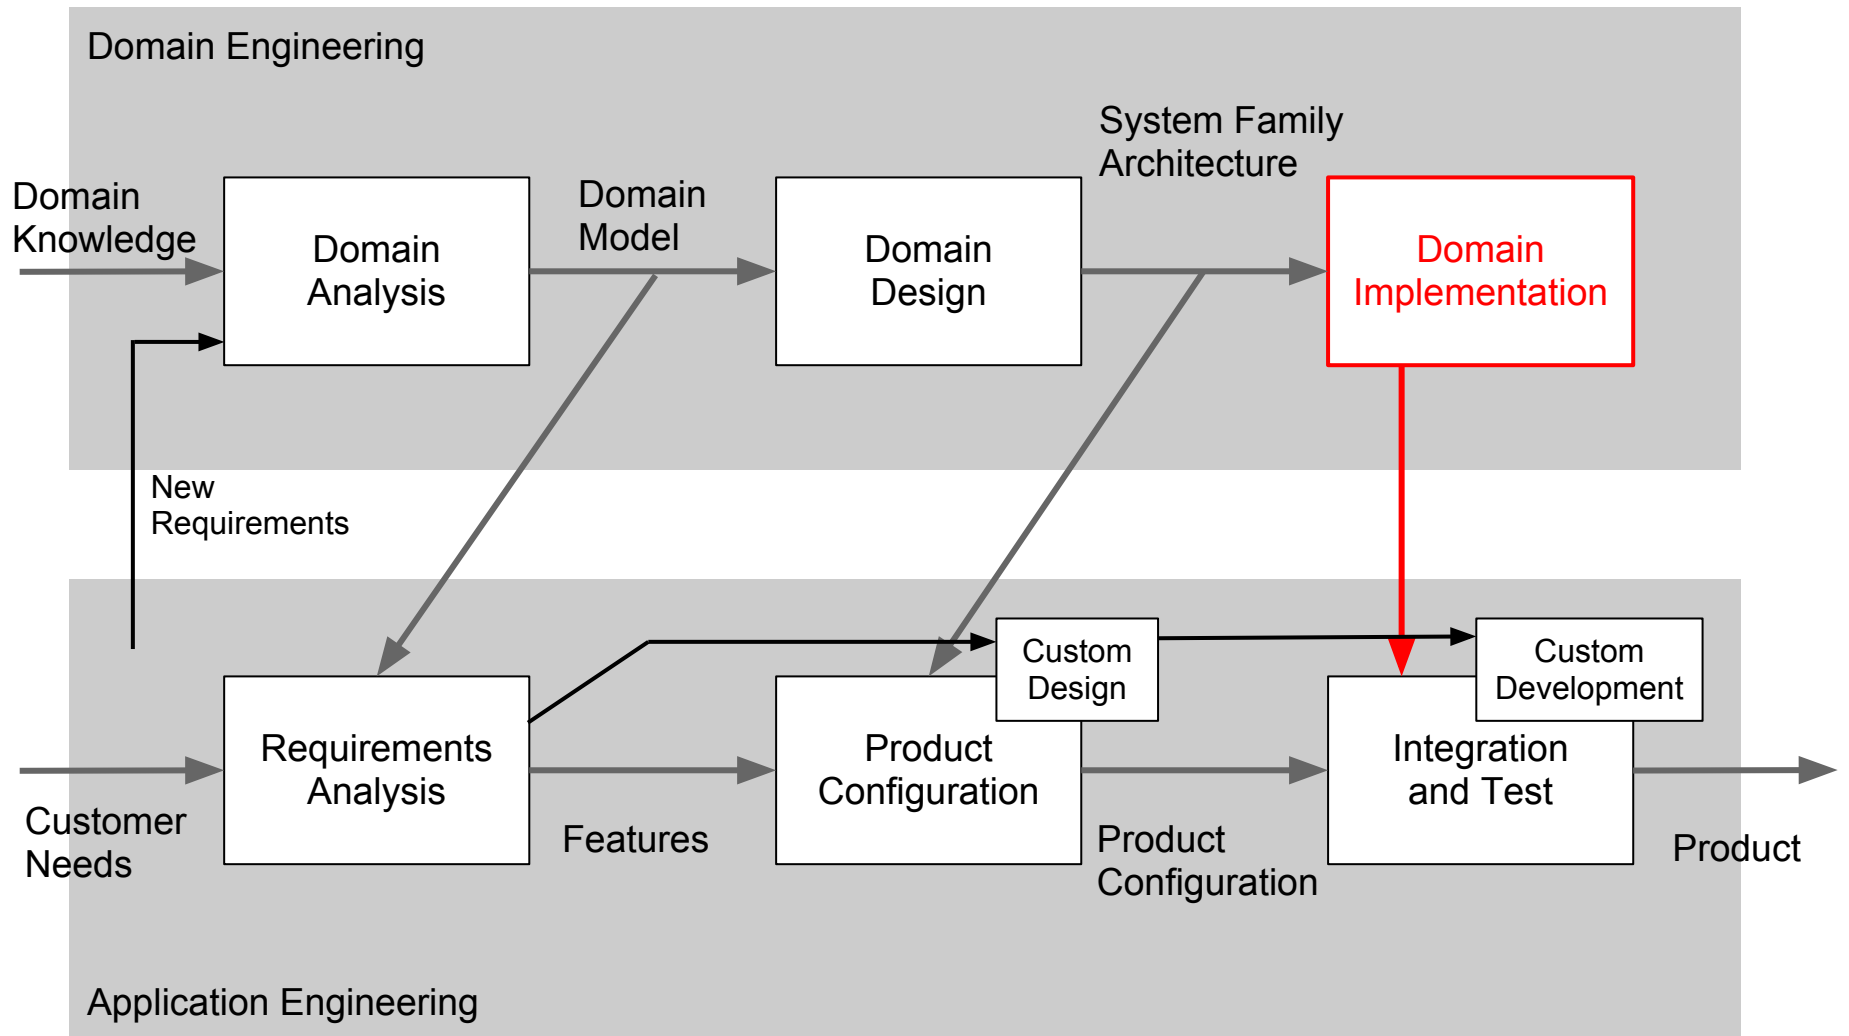 Domain Engineering
System Family
Architecture
Domain
Knowledge
Domain
Analysis
Domain
Model
Domain
Design
Domain
Implementation
New
Requirements
Custom
Design
Custom
Development
Requirements
Analysis
Product
Configuration
Integration
and Test
Customer
Needs
Features
Product
Configuration
Product
Application Engineering